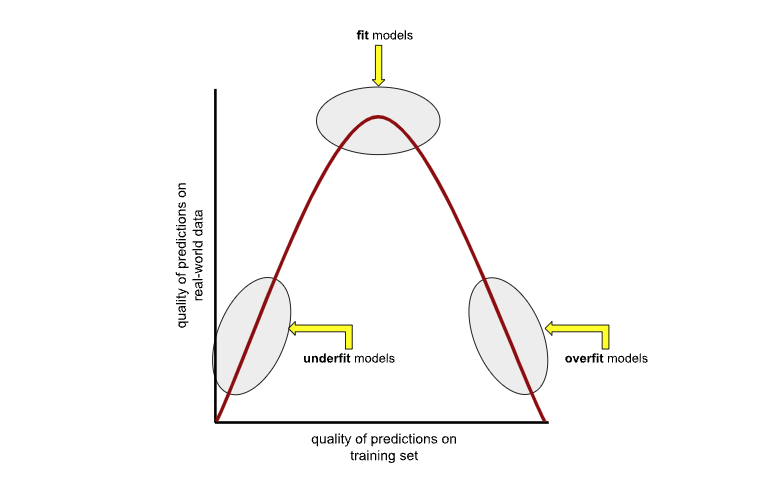 fit models
quality of predictions on
real-world data
underfit models
overfit models
quality of predictions on
training set